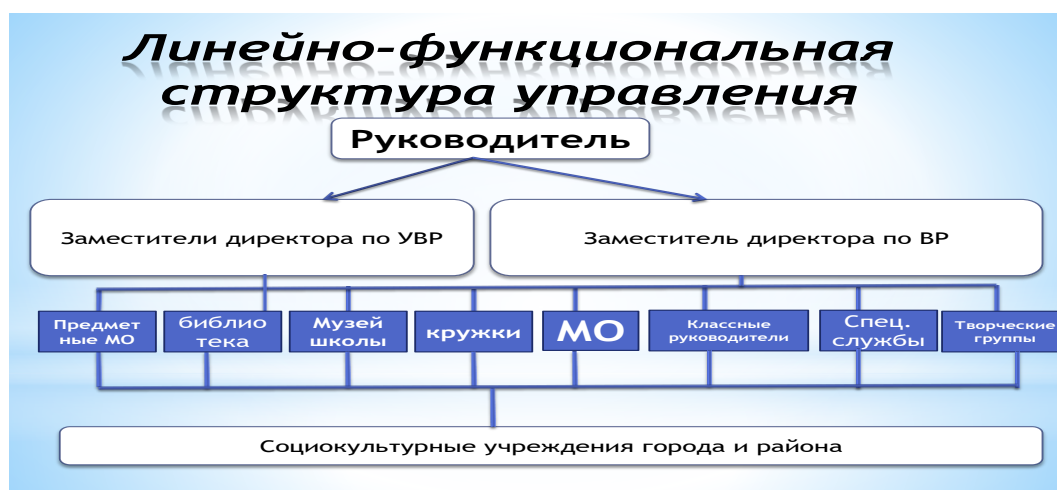 Линейно-функциональная
структура управления
Руководитель
Заместители директора по УВР
Заместитель директора по ВР
Предмет
ные МО
библио
тека
Музей
школы
кружки
МО
Классные
руководители
Спец.
службы
Творческие
группы
Социокультурные учреждения города и района